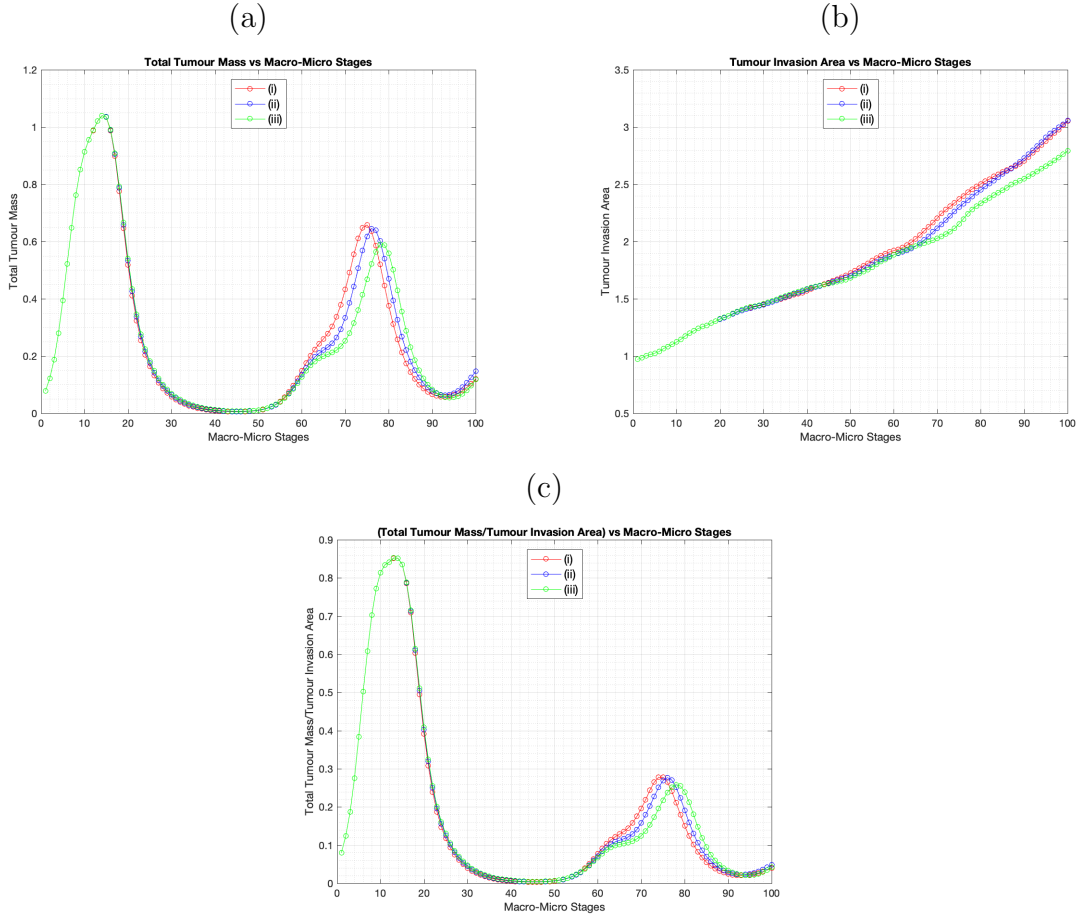 (a)
Total Tumour Mass vs Macro-Micro Stages
(i)
(ii)
(iii)
Total Tumour Mass
1.2
1
0.8
0.6
0.4
0.2
0
0 10 20 30 40 50 60 70 80 90 100
Macro-Micro Stages
(b)
Tumour Invasion Area vs Macro-Micro Stages
(i)
(ii)
(iii)
Tumour Invasion Area
3.5
3
2.5
2
1.5
1
0.5
0 10 20 30 40 50 60 70 80 90 100
Macro-Micro Stages
(c)
(Total Tumour Mass/Tumour Invasion Area) vs Macro-Micro Stages
(i)
(ii)
(iii)
Total Tumour Mass/Tumour Invasion Area
0.9
0.8
0.7
0.6
0.5
0.4
0.3
0.2
0.1
0
0 10 20 30 40 50 60 70 80 90 100
Macro-Micro Stages